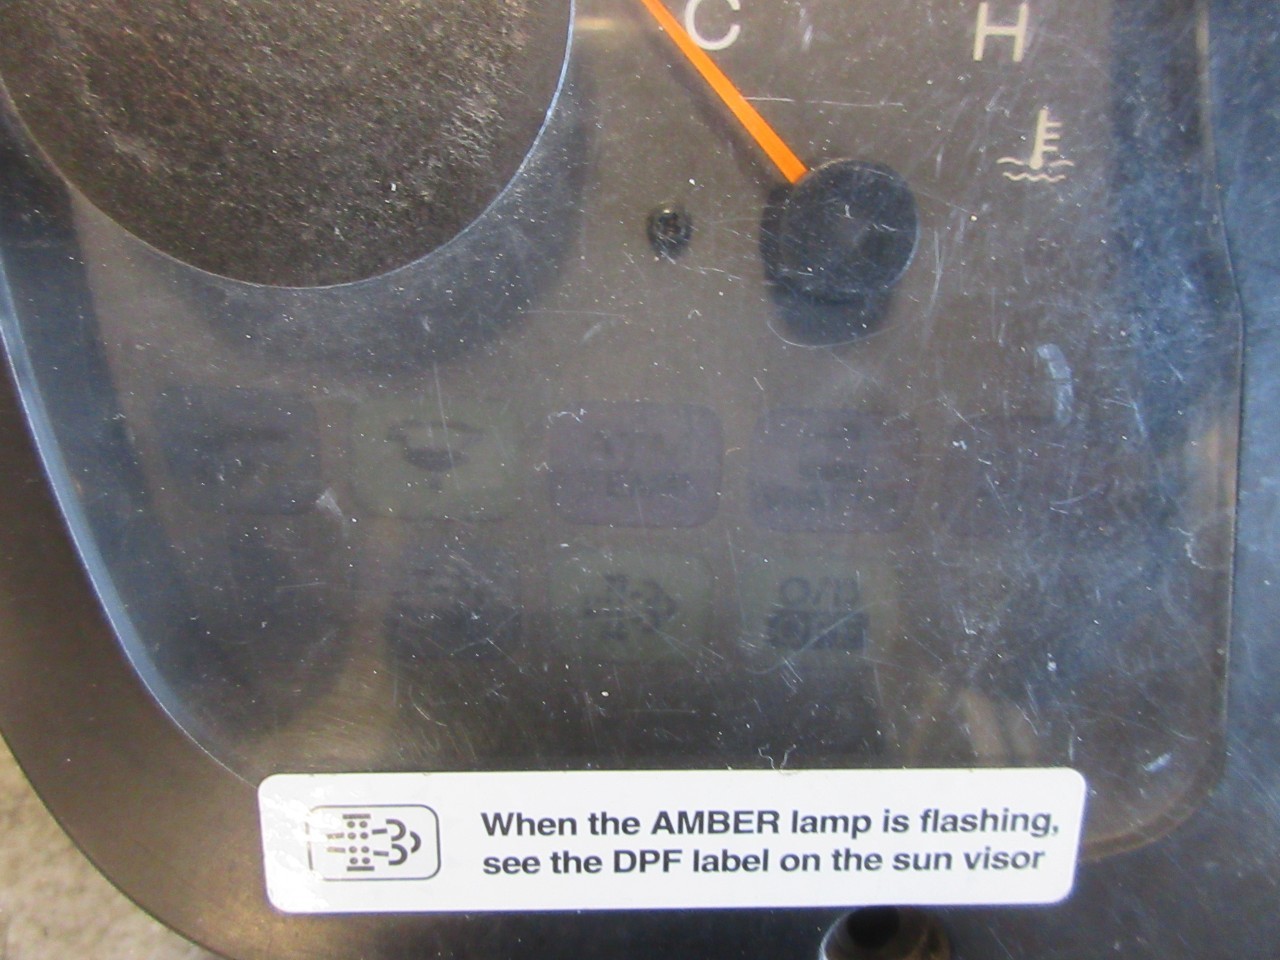 C H
When the AMBER lamp is flashing,
see the DPF label on the sun visor